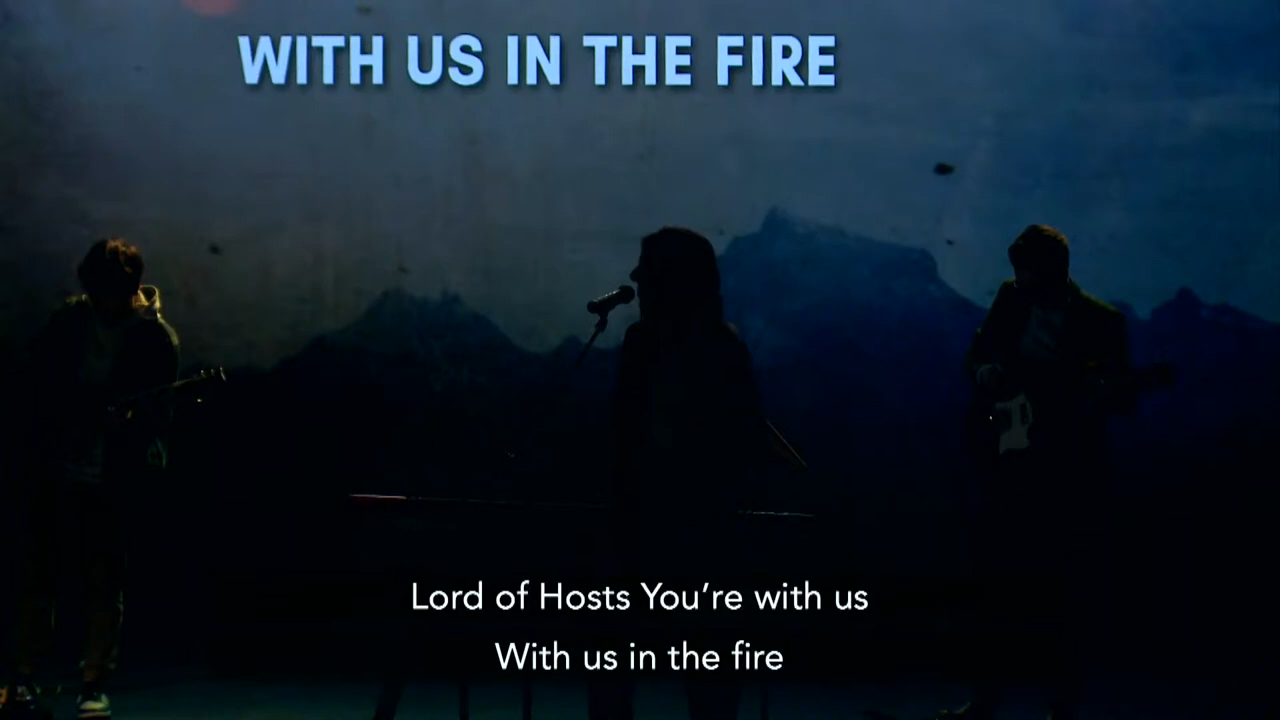 WITH US IN THE FIRE
Lord of Hosts You’re with us
With us in the fire